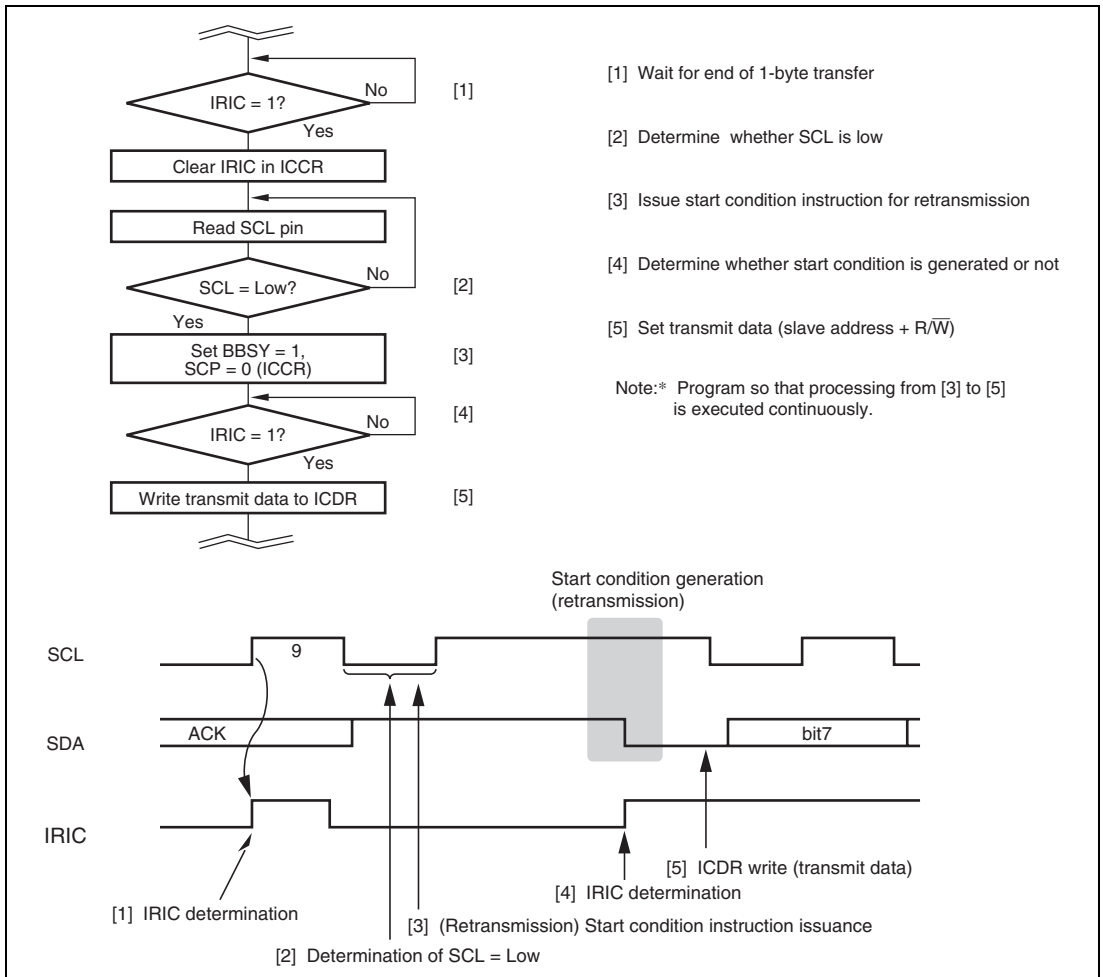 IRIC = 1?
No
[1]
Yes
Clear IRIC in ICCR
Read SCL pin
SCL = Low?
No
[2]
Yes
Set BBSY = 1,
SCP = 0 (ICCR)
[3]
IRIC = 1?
No
[4]
Yes
Write transmit data to ICDR
[5]
[1] Wait for end of 1-byte transfer
[2] Determine whether SCL is low
[3] Issue start condition instruction for retransmission
[4] Determine whether start condition is generated or not
[5] Set transmit data (slave address + R/W̅)
Note:* Program so that processing from [3] to [5]
is executed continuously.
Start condition generation
(retransmission)
SCL
9
SDA
ACK
bit7
IRIC
[5] ICDR write (transmit data)
[4] IRIC determination
[1] IRIC determination
[3] (Retransmission) Start condition instruction issuance
[2] Determination of SCL = Low